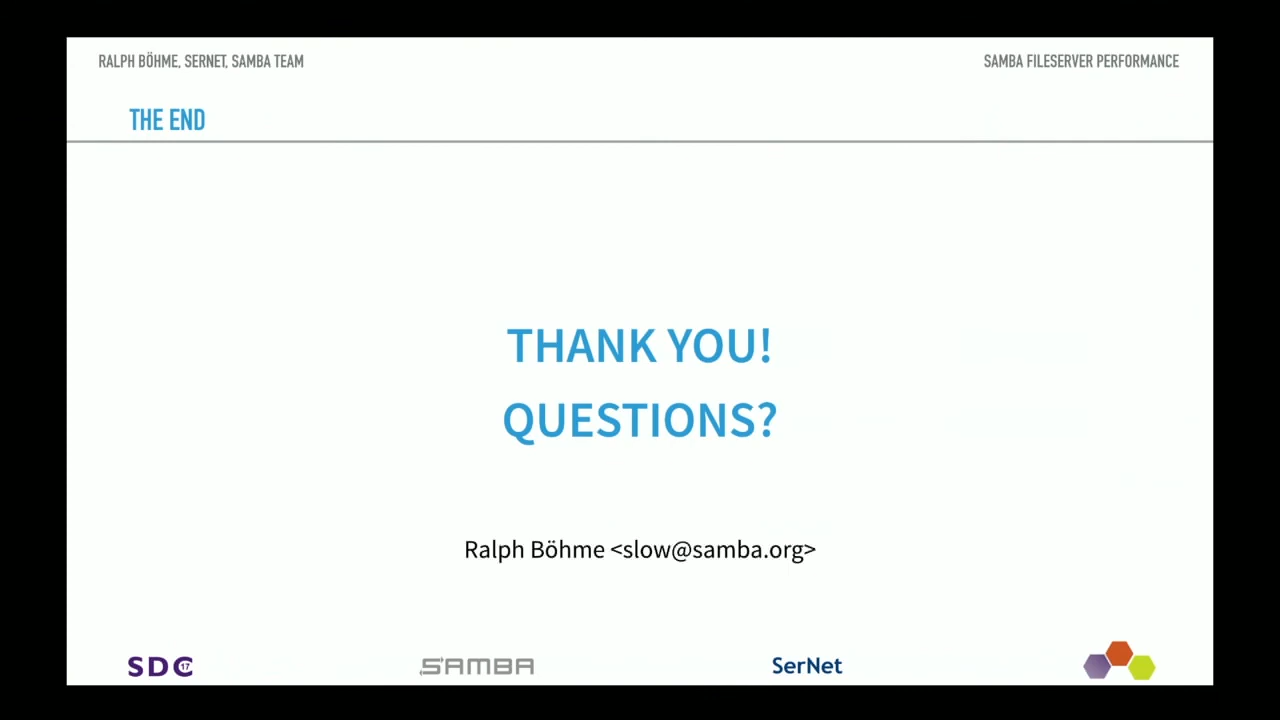 RALPH BÖHME, SERNET, SAMBA TEAM
SAMBA FILESERVER PERFORMANCE
THE END
THANK YOU!
QUESTIONS?
Ralph Böhme <slow@samba.org>
SDC 17
SAMBA
SerNet